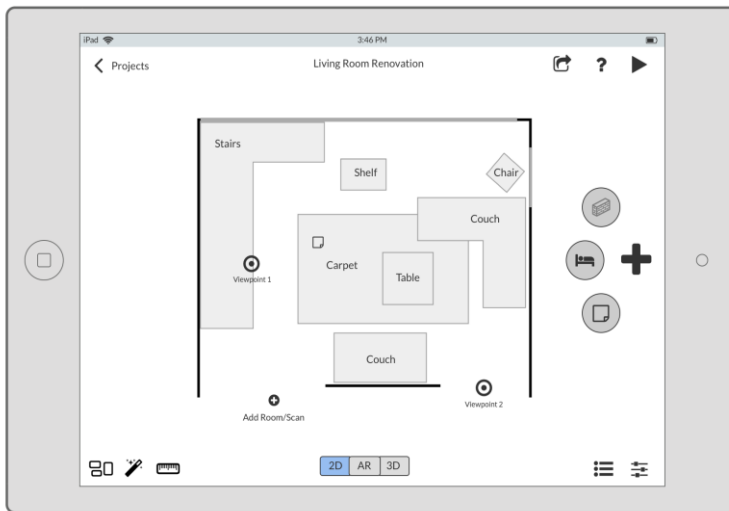 iPad 3:46 PM
Projects Living Room Renovation ?
Stairs
Shelf Chair
Couch
Carpet
Table
Viewpoint 1
Couch
Viewpoint 2
Add Room/Scan
2D AR 3D